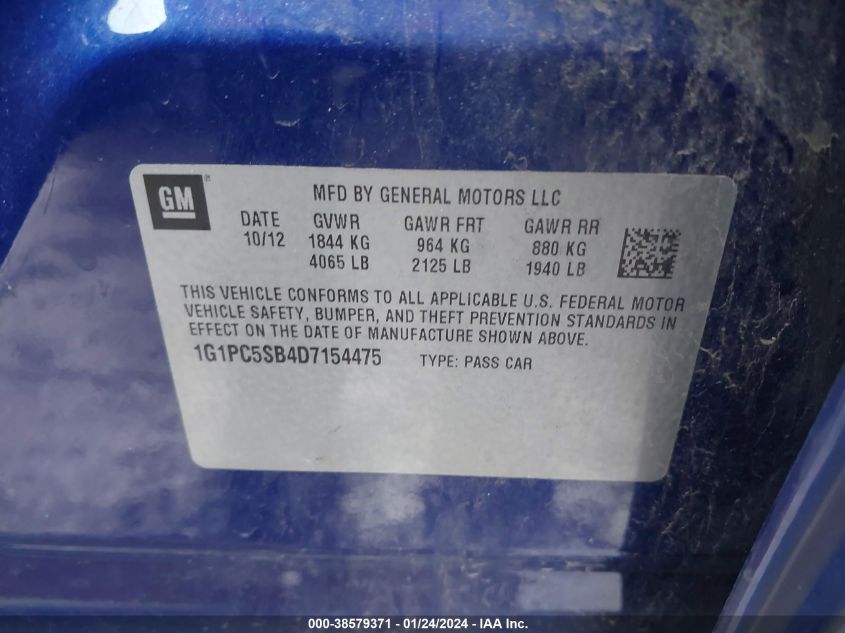 GM
MFD BY GENERAL MOTORS LLC
DATE GVWR GAWR FRT GAWR RR
10/12 1844 KG 964 KG 880 KG
4065 LB 2125 LB 1940 LB
THIS VEHICLE CONFORMS TO ALL APPLICABLE U.S. FEDERAL MOTOR
VEHICLE SAFETY, BUMPER, AND THEFT PREVENTION STANDARDS IN
EFFECT ON THE DATE OF MANUFACTURE SHOWN ABOVE.
1G1PC5SB4D7154475 TYPE: PASS CAR
000-38579371 - 01/24/2024 - IAA Inc.